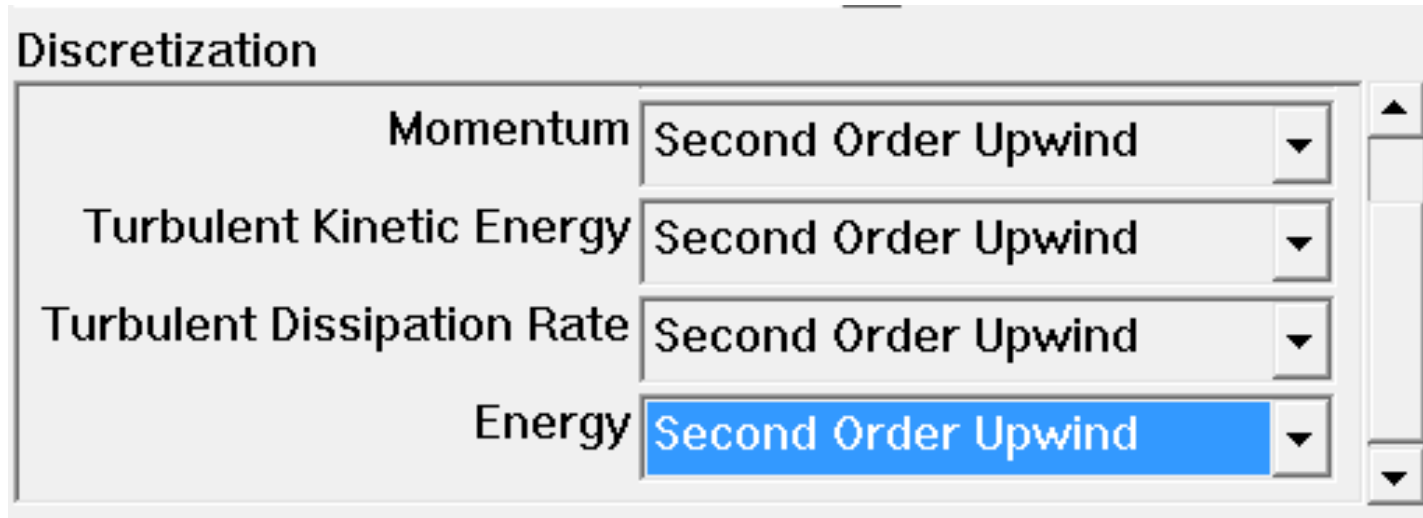 Discretization
Momentum Second Order Upwind
Turbulent Kinetic Energy Second Order Upwind
Turbulent Dissipation Rate Second Order Upwind
Energy Second Order Upwind